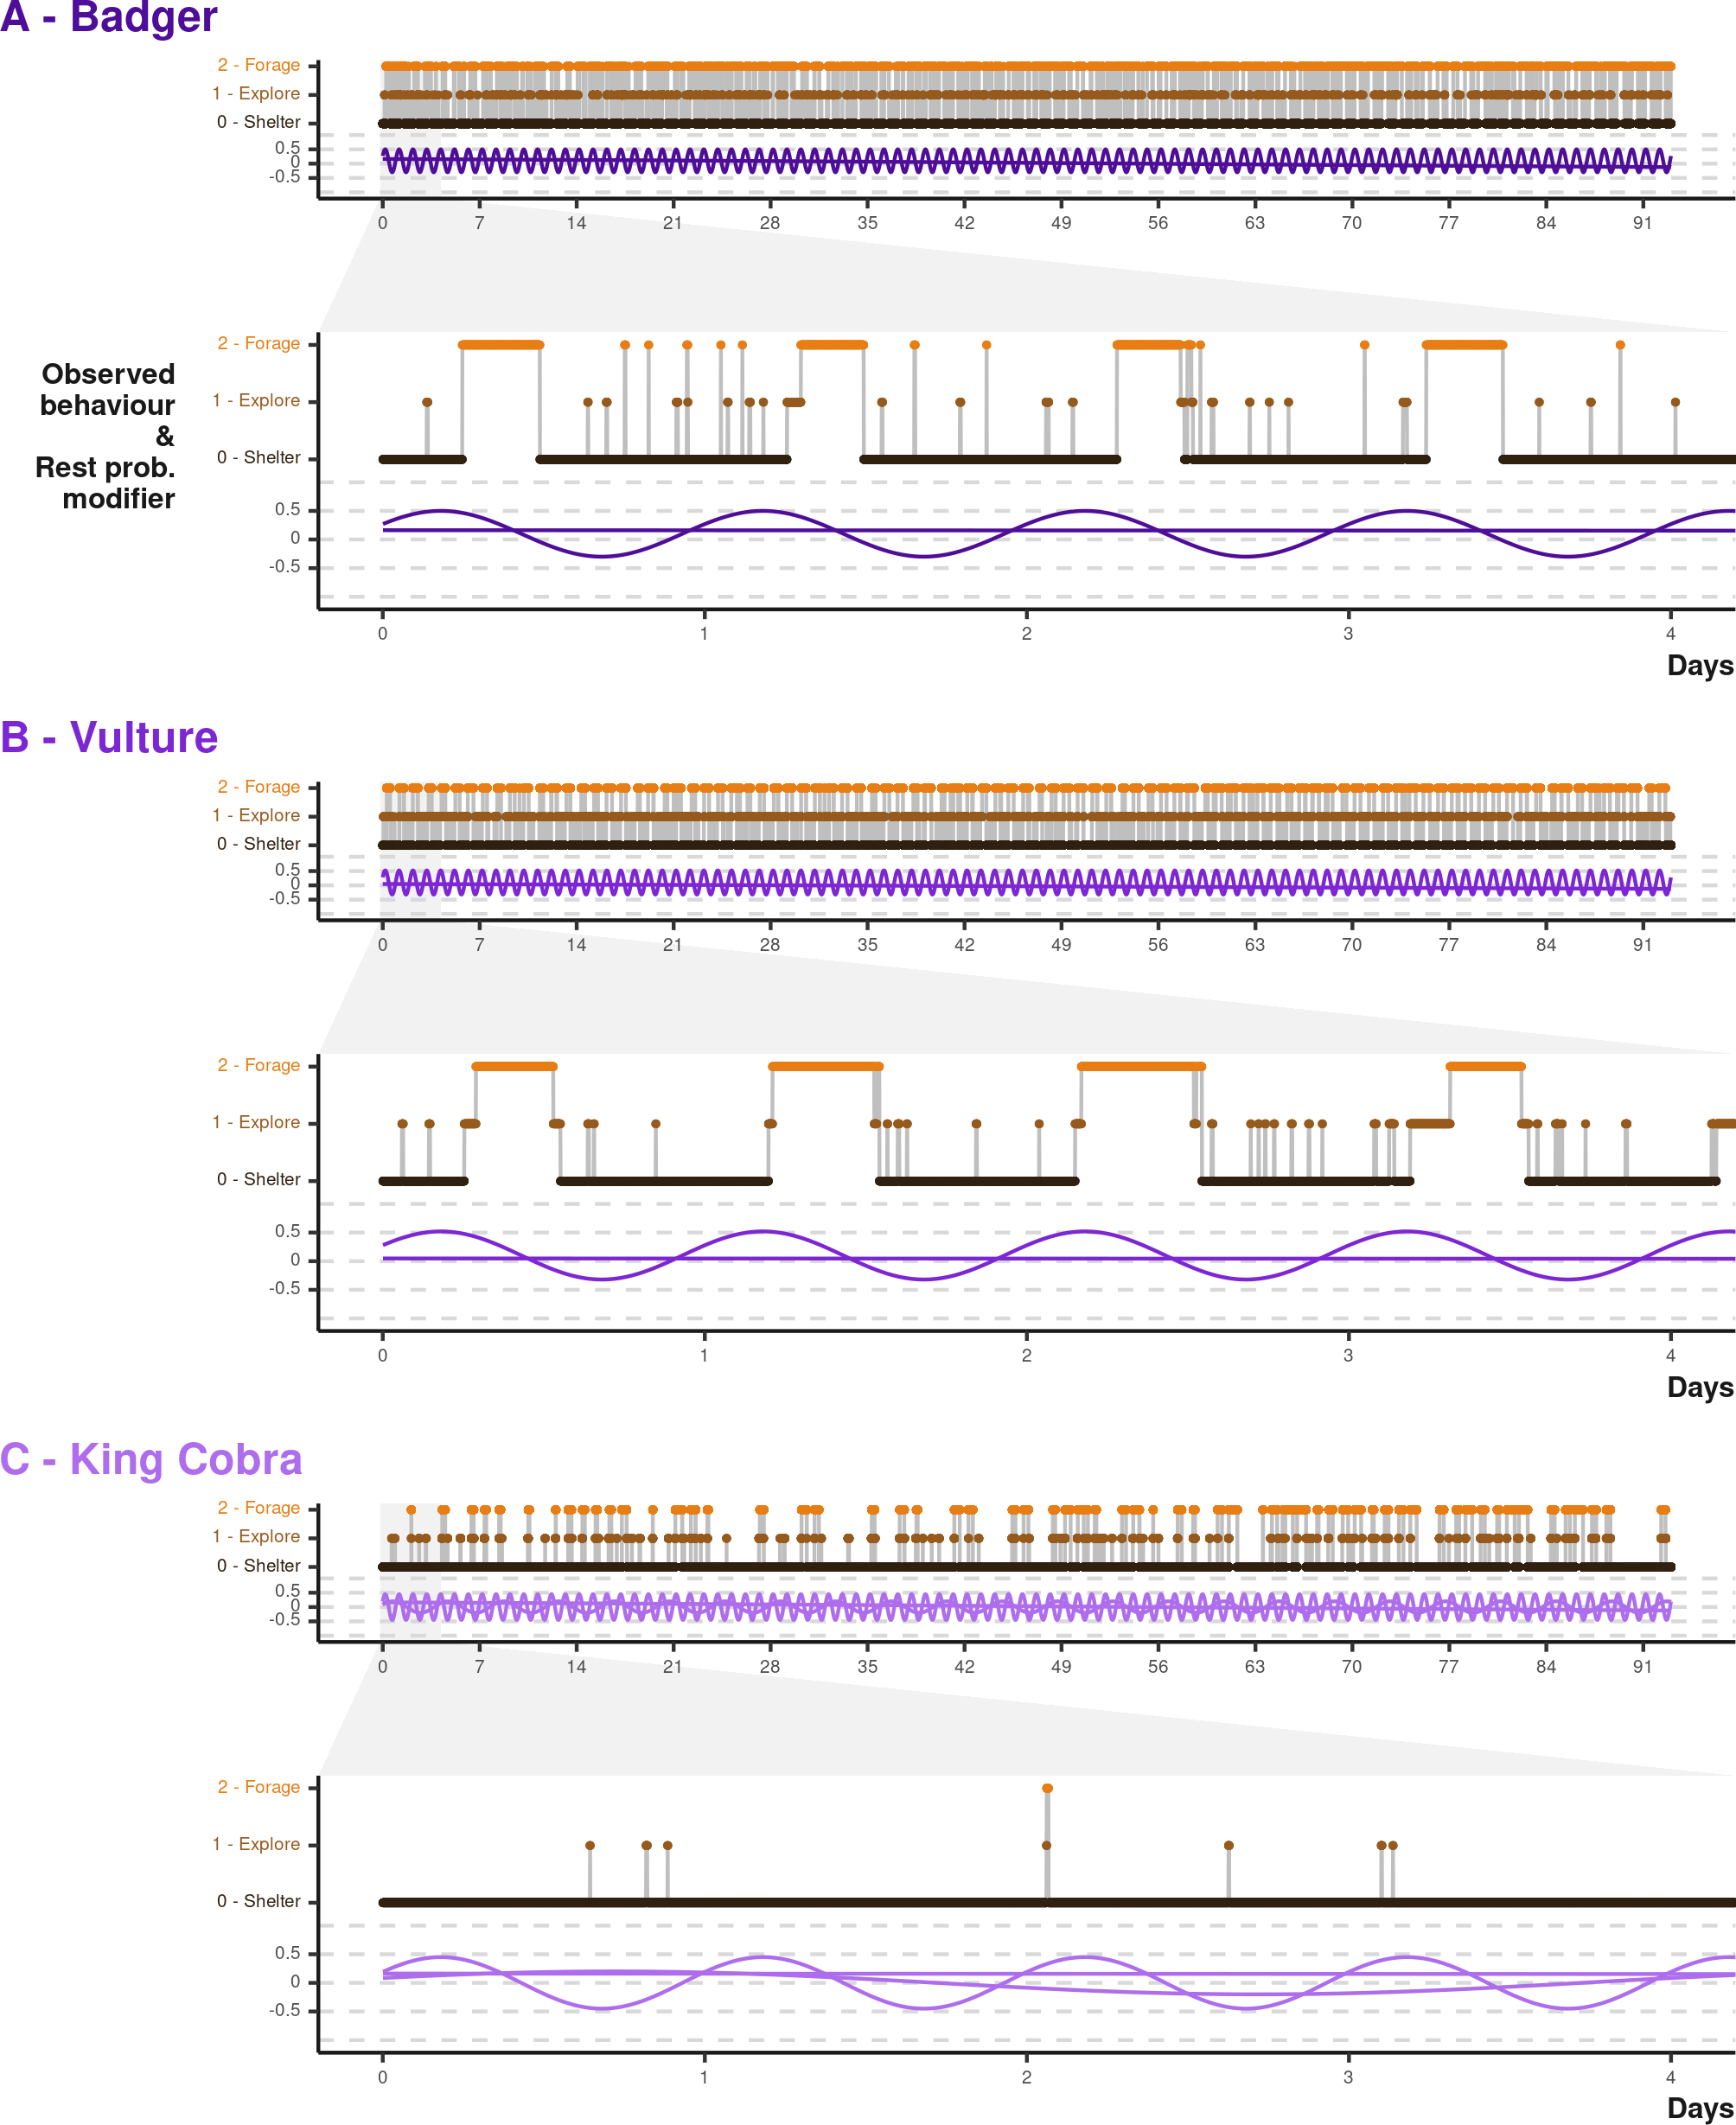 A - Badger
2 - Forage
1 - Explore
0 - Shelter
0.5
0
-0.5
0 7 14 21 28 35 42 49 56 63 70 77 84 91
Observed
behaviour
&
Rest prob.
modifier
2 - Forage
1 - Explore
0 - Shelter
0.5
0
-0.5
0 1 2 3 4
Days
B - Vulture
2 - Forage
1 - Explore
0 - Shelter
0.5
0
-0.5
0 7 14 21 28 35 42 49 56 63 70 77 84 91
2 - Forage
1 - Explore
0 - Shelter
0.5
0
-0.5
0 1 2 3 4
Days
C - King Cobra
2 - Forage
1 - Explore
0 - Shelter
0.5
0
-0.5
0 7 14 21 28 35 42 49 56 63 70 77 84 91
2 - Forage
1 - Explore
0 - Shelter
0.5
0
-0.5
0 1 2 3 4
Days